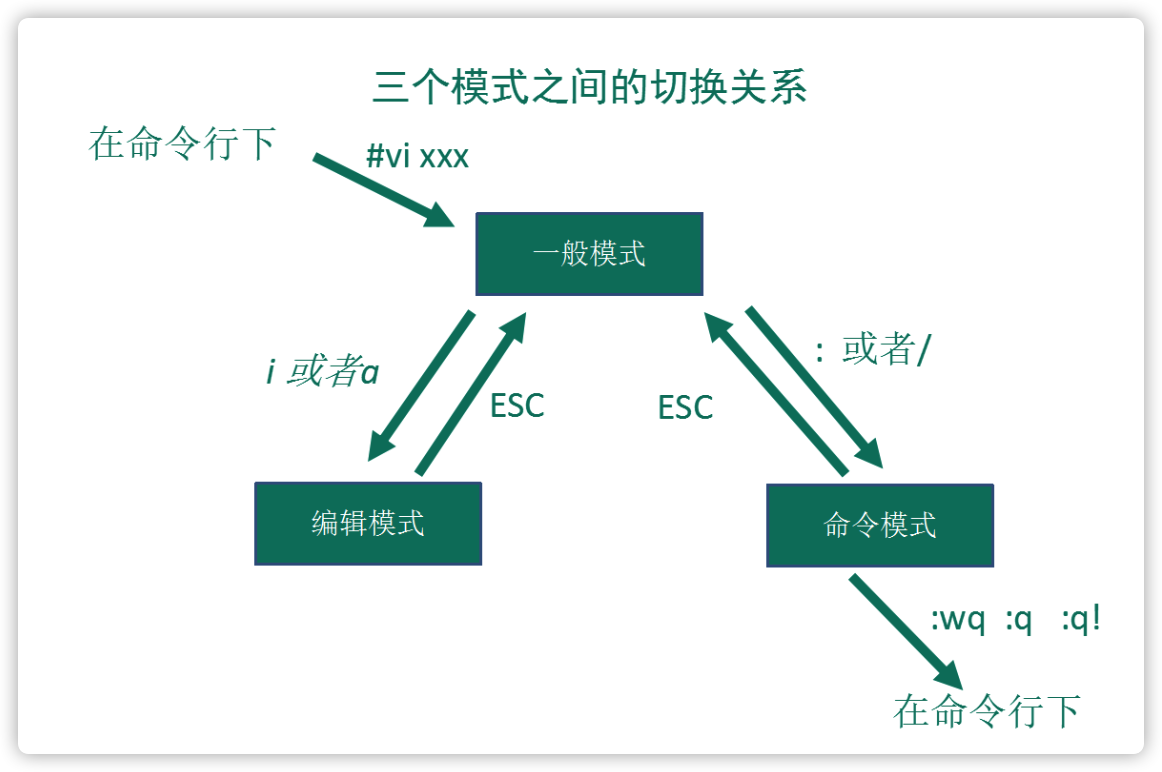 三个模式之间的切换关系
在命令行下
#vi xxx
一般模式
i 或者a
ESC
ESC
: 或者/
编辑模式
命令模式
:wq :q :q!
在命令行下